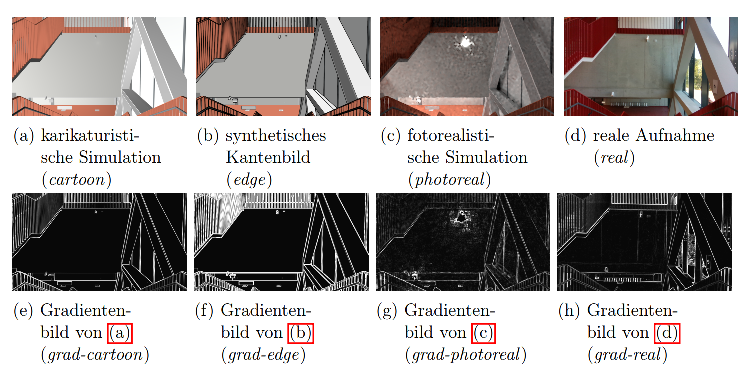 (a) karikaturisti-
sche Simulation
(cartoon)
(b) synthetisches
Kantenbild
(edge)
(c) fotorealisti-
sche Simulation
(photoreal)
(d) reale Aufnahme
(real)
(e) Gradienten-
bild von (a)
(grad-cartoon)
(f) Gradienten-
bild von (b)
(grad-edge)
(g) Gradienten-
bild von (c)
(grad-photoreal)
(h) Gradienten-
bild von (d)
(grad-real)